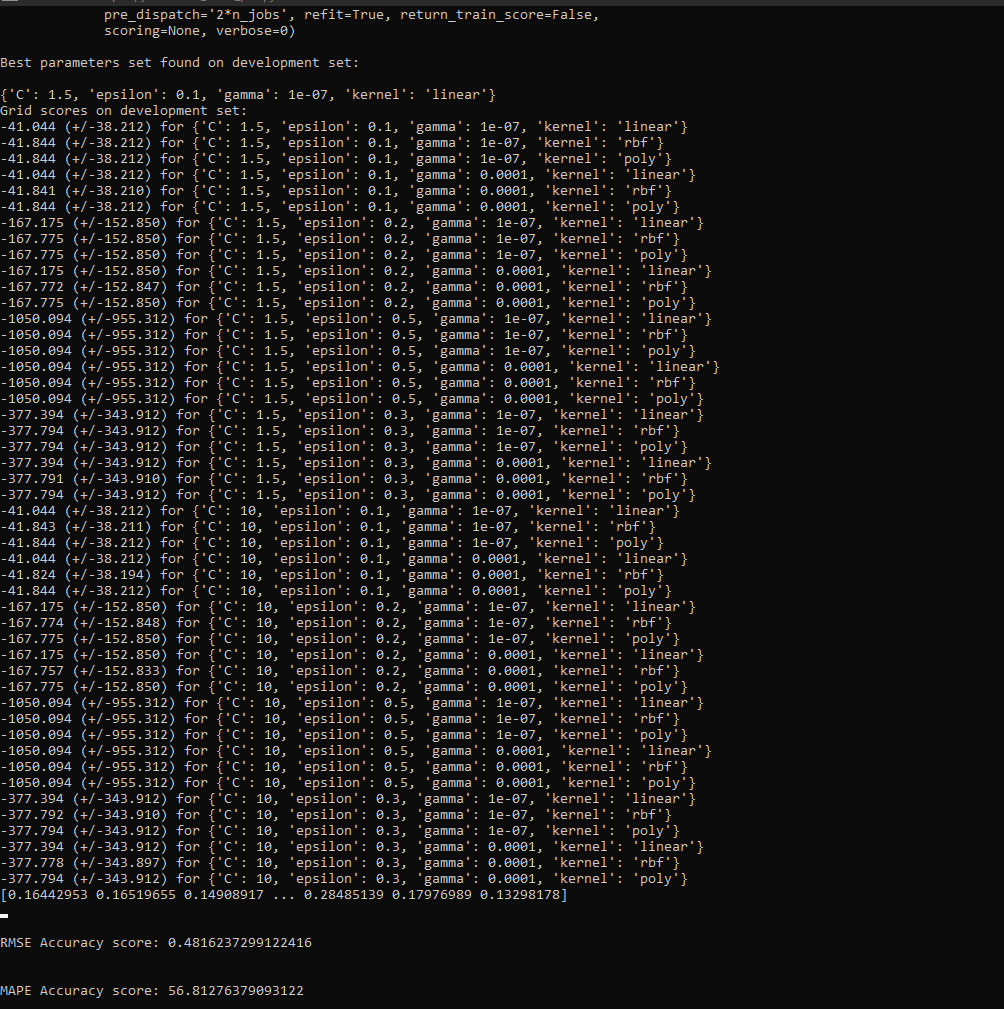 pre_dispatch='2*n_jobs', refit=True, return_train_score=False,
scoring=None, verbose=0)
Best parameters set found on development set:
{'C': 1.5, 'epsilon': 0.1, 'gamma': 1e-07, 'kernel': 'linear'}
Grid scores on development set:
-41.044 (+/-38.212) for {'C': 1.5, 'epsilon': 0.1, 'gamma': 1e-07, 'kernel': 'linear'}
-41.844 (+/-38.212) for {'C': 1.5, 'epsilon': 0.1, 'gamma': 1e-07, 'kernel': 'rbf'}
-41.844 (+/-38.212) for {'C': 1.5, 'epsilon': 0.1, 'gamma': 1e-07, 'kernel': 'poly'}
-41.044 (+/-38.212) for {'C': 1.5, 'epsilon': 0.1, 'gamma': 0.0001, 'kernel': 'linear'}
-41.841 (+/-38.210) for {'C': 1.5, 'epsilon': 0.1, 'gamma': 0.0001, 'kernel': 'rbf'}
-41.844 (+/-38.212) for {'C': 1.5, 'epsilon': 0.1, 'gamma': 0.0001, 'kernel': 'poly'}
-167.175 (+/-152.850) for {'C': 1.5, 'epsilon': 0.2, 'gamma': 1e-07, 'kernel': 'linear'}
-167.775 (+/-152.850) for {'C': 1.5, 'epsilon': 0.2, 'gamma': 1e-07, 'kernel': 'rbf'}
-167.775 (+/-152.850) for {'C': 1.5, 'epsilon': 0.2, 'gamma': 1e-07, 'kernel': 'poly'}
-167.175 (+/-152.850) for {'C': 1.5, 'epsilon': 0.2, 'gamma': 0.0001, 'kernel': 'linear'}
-167.772 (+/-152.847) for {'C': 1.5, 'epsilon': 0.2, 'gamma': 0.0001, 'kernel': 'rbf'}
-167.775 (+/-152.850) for {'C': 1.5, 'epsilon': 0.2, 'gamma': 0.0001, 'kernel': 'poly'}
-1050.094 (+/-955.312) for {'C': 1.5, 'epsilon': 0.5, 'gamma': 1e-07, 'kernel': 'linear'}
-1050.094 (+/-955.312) for {'C': 1.5, 'epsilon': 0.5, 'gamma': 1e-07, 'kernel': 'rbf'}
-1050.094 (+/-955.312) for {'C': 1.5, 'epsilon': 0.5, 'gamma': 1e-07, 'kernel': 'poly'}
-1050.094 (+/-955.312) for {'C': 1.5, 'epsilon': 0.5, 'gamma': 0.0001, 'kernel': 'linear'}
-1050.094 (+/-955.312) for {'C': 1.5, 'epsilon': 0.5, 'gamma': 0.0001, 'kernel': 'rbf'}
-1050.094 (+/-955.312) for {'C': 1.5, 'epsilon': 0.5, 'gamma': 0.0001, 'kernel': 'poly'}
-377.394 (+/-343.912) for {'C': 1.5, 'epsilon': 0.3, 'gamma': 1e-07, 'kernel': 'linear'}
-377.794 (+/-343.912) for {'C': 1.5, 'epsilon': 0.3, 'gamma': 1e-07, 'kernel': 'rbf'}
-377.794 (+/-343.912) for {'C': 1.5, 'epsilon': 0.3, 'gamma': 1e-07, 'kernel': 'poly'}
-377.394 (+/-343.912) for {'C': 1.5, 'epsilon': 0.3, 'gamma': 0.0001, 'kernel': 'linear'}
-377.791 (+/-343.910) for {'C': 1.5, 'epsilon': 0.3, 'gamma': 0.0001, 'kernel': 'rbf'}
-377.794 (+/-343.912) for {'C': 1.5, 'epsilon': 0.3, 'gamma': 0.0001, 'kernel': 'poly'}
-41.044 (+/-38.212) for {'C': 10, 'epsilon': 0.1, 'gamma': 1e-07, 'kernel': 'linear'}
-41.843 (+/-38.211) for {'C': 10, 'epsilon': 0.1, 'gamma': 1e-07, 'kernel': 'rbf'}
-41.844 (+/-38.212) for {'C': 10, 'epsilon': 0.1, 'gamma': 1e-07, 'kernel': 'poly'}
-41.044 (+/-38.212) for {'C': 10, 'epsilon': 0.1, 'gamma': 0.0001, 'kernel': 'linear'}
-41.824 (+/-38.194) for {'C': 10, 'epsilon': 0.1, 'gamma': 0.0001, 'kernel': 'rbf'}
-41.844 (+/-38.212) for {'C': 10, 'epsilon': 0.1, 'gamma': 0.0001, 'kernel': 'poly'}
-167.175 (+/-152.850) for {'C': 10, 'epsilon': 0.2, 'gamma': 1e-07, 'kernel': 'linear'}
-167.774 (+/-152.848) for {'C': 10, 'epsilon': 0.2, 'gamma': 1e-07, 'kernel': 'rbf'}
-167.775 (+/-152.850) for {'C': 10, 'epsilon': 0.2, 'gamma': 1e-07, 'kernel': 'poly'}
-167.175 (+/-152.850) for {'C': 10, 'epsilon': 0.2, 'gamma': 0.0001, 'kernel': 'linear'}
-167.757 (+/-152.833) for {'C': 10, 'epsilon': 0.2, 'gamma': 0.0001, 'kernel': 'rbf'}
-167.775 (+/-152.850) for {'C': 10, 'epsilon': 0.2, 'gamma': 0.0001, 'kernel': 'poly'}
-1050.094 (+/-955.312) for {'C': 10, 'epsilon': 0.5, 'gamma': 1e-07, 'kernel': 'linear'}
-1050.094 (+/-955.312) for {'C': 10, 'epsilon': 0.5, 'gamma': 1e-07, 'kernel': 'rbf'}
-1050.094 (+/-955.312) for {'C': 10, 'epsilon': 0.5, 'gamma': 1e-07, 'kernel': 'poly'}
-1050.094 (+/-955.312) for {'C': 10, 'epsilon': 0.5, 'gamma': 0.0001, 'kernel': 'linear'}
-1050.094 (+/-955.312) for {'C': 10, 'epsilon': 0.5, 'gamma': 0.0001, 'kernel': 'rbf'}
-1050.094 (+/-955.312) for {'C': 10, 'epsilon': 0.5, 'gamma': 0.0001, 'kernel': 'poly'}
-377.394 (+/-343.912) for {'C': 10, 'epsilon': 0.3, 'gamma': 1e-07, 'kernel': 'linear'}
-377.792 (+/-343.910) for {'C': 10, 'epsilon': 0.3, 'gamma': 1e-07, 'kernel': 'rbf'}
-377.794 (+/-343.912) for {'C': 10, 'epsilon': 0.3, 'gamma': 1e-07, 'kernel': 'poly'}
-377.394 (+/-343.912) for {'C': 10, 'epsilon': 0.3, 'gamma': 0.0001, 'kernel': 'linear'}
-377.778 (+/-343.897) for {'C': 10, 'epsilon': 0.3, 'gamma': 0.0001, 'kernel': 'rbf'}
-377.794 (+/-343.912) for {'C': 10, 'epsilon': 0.3, 'gamma': 0.0001, 'kernel': 'poly'}
[0.16442953 0.16519655 0.14908917 ... 0.28485139 0.17976989 0.13298178]
RMSE Accuracy score: 0.4816237299122416
MAPE Accuracy score: 56.81276379093122